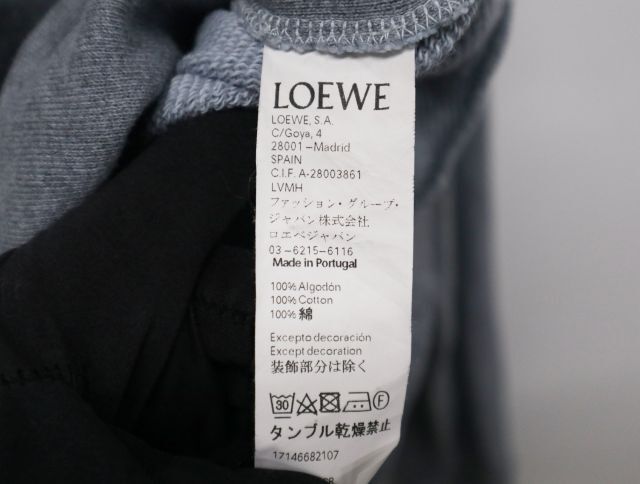 LOEWE
LOEWE, S.A.
C/Goya, 4
28001-Madrid
SPAIN
C.I.F. A-28003861
LVMH
ファッション・グループ・
ジャパン株式会社
ロエベジャパン
03-6215-6116
Made in Portugal
100% Algodón
100% Cotton
100% 綿
Excepto decoración
Except decoration
装飾部分は除く
30 F
タンブル乾燥禁止
17146682107